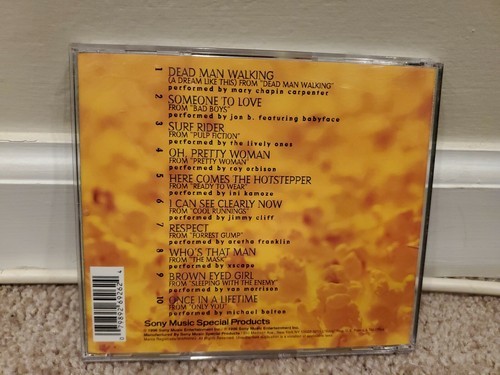 1 DEAD MAN WALKING
(A DREAM LIKE THIS) FROM "DEAD MAN WALKING"
performed by mary chapin carpenter
2 SOMEONE TO LOVE
FROM "BAD BOYS"
performed by jon b. featuring babyface
3 SURF RIDER
FROM "PULP FICTION"
performed by the lively ones
4 OH, PRETTY WOMAN
FROM "PRETTY WOMAN"
performed by roy orbison
5 HERE COMES THE HOTSTEPPER
FROM "READY TO WEAR"
performed by ini kamoze
6 I CAN SEE CLEARLY NOW
FROM "COOL RUNNINGS"
performed by jimmy cliff
7 RESPECT
FROM "FORREST GUMP"
performed by aretha franklin
8 WHO'S THAT MAN
FROM "THE MASK"
performed by xscape
9 BROWN EYED GIRL
FROM "SLEEPING WITH THE ENEMY"
performed by van morrison
10 ONCE IN A LIFETIME
FROM "ONLY YOU"
performed by michael bolton
Sony Music Special Products
0 79892 69262 4